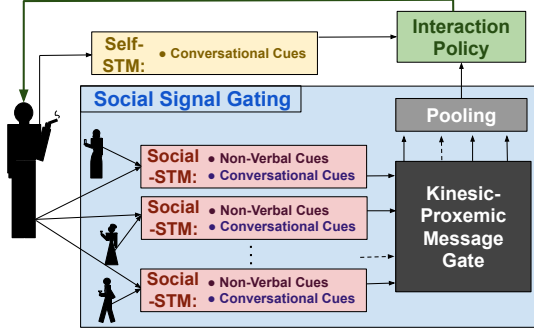 Self-
STM:
• Conversational Cues
Interaction
Policy
Social Signal Gating
Pooling
Social
-STM:
• Non-Verbal Cues
• Conversational Cues
Social
-STM:
• Non-Verbal Cues
• Conversational Cues
Social
-STM:
• Non-Verbal Cues
• Conversational Cues
Kinesic-
Proxemic
Message
Gate